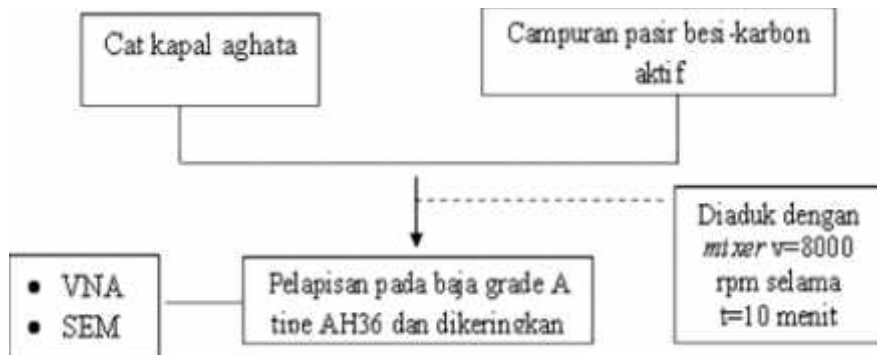 Cat kapal aghata
Campuran pasir besi-karbon
aktif
Diaduk dengan
mixer v=8000
rpm selama
t=10 menit
• VNA
• SEM
Pelapisan pada baja grade A
tipe AH36 dan dikeringkan